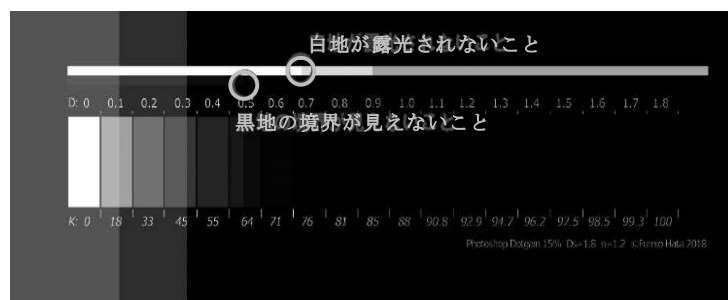 白地が露光されないこと
D: 0 0.1 0.2 0.3 0.4 0.5 0.6 0.7 0.8 0.9 1.0 1.1 1.2 1.3 1.4 1.5 1.6 1.7 1.8
黒地の境界が見えないこと
K: 0 18 33 45 55 64 71 76 81 85 88 90.8 92.9 94.7 96.2 97.5 98.5 99.3 100
Photoshop Dotgain 15% Ds=1.8 n=1.2 ©Fumio Hata 2018